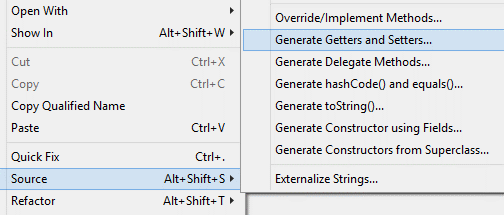 Open With
Show In Alt+Shift+W
Cut Ctrl+X
Copy Ctrl+C
Copy Qualified Name
Paste Ctrl+V
Quick Fix Ctrl+.
Source Alt+Shift+S
Refactor Alt+Shift+T
Override/Implement Methods...
Generate Getters and Setters...
Generate Delegate Methods...
Generate hashCode() and equals()...
Generate toString()...
Generate Constructor using Fields...
Generate Constructors from Superclass...
Externalize Strings...